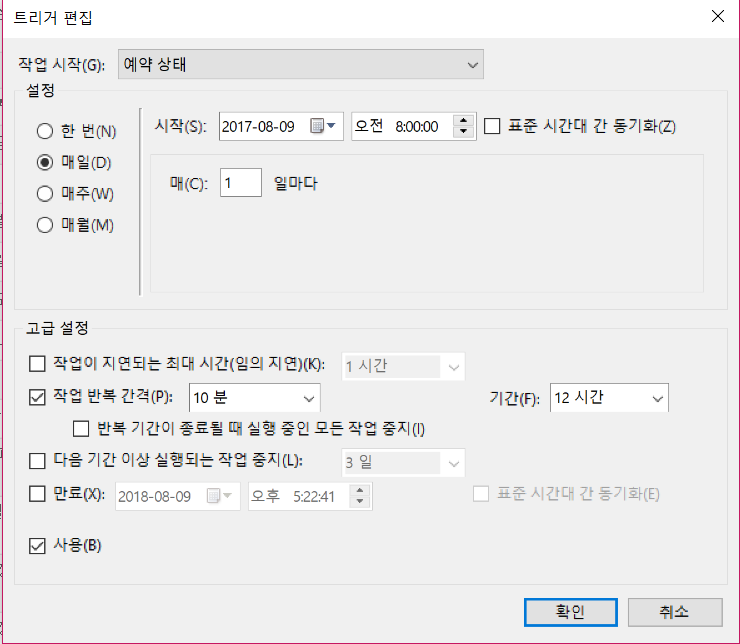 트리거 편집
작업 시작(G): 예약 상태
설정
한 번(N)
매일(D)
매주(W)
매월(M)
시작(S): 2017-08-09 오전 8:00:00 표준 시간대 간 동기화(Z)
매(C): 1 일마다
고급 설정
작업이 지연되는 최대 시간(임의 지연)(K): 1 시간
작업 반복 간격(P): 10 분 기간(F): 12 시간
반복 기간이 종료될 때 실행 중인 모든 작업 중지(I)
다음 기간 이상 실행되는 작업 중지(L): 3 일
만료(X): 2018-08-09 오후 5:22:41 표준 시간대 간 동기화(E)
사용(B)
확인 취소